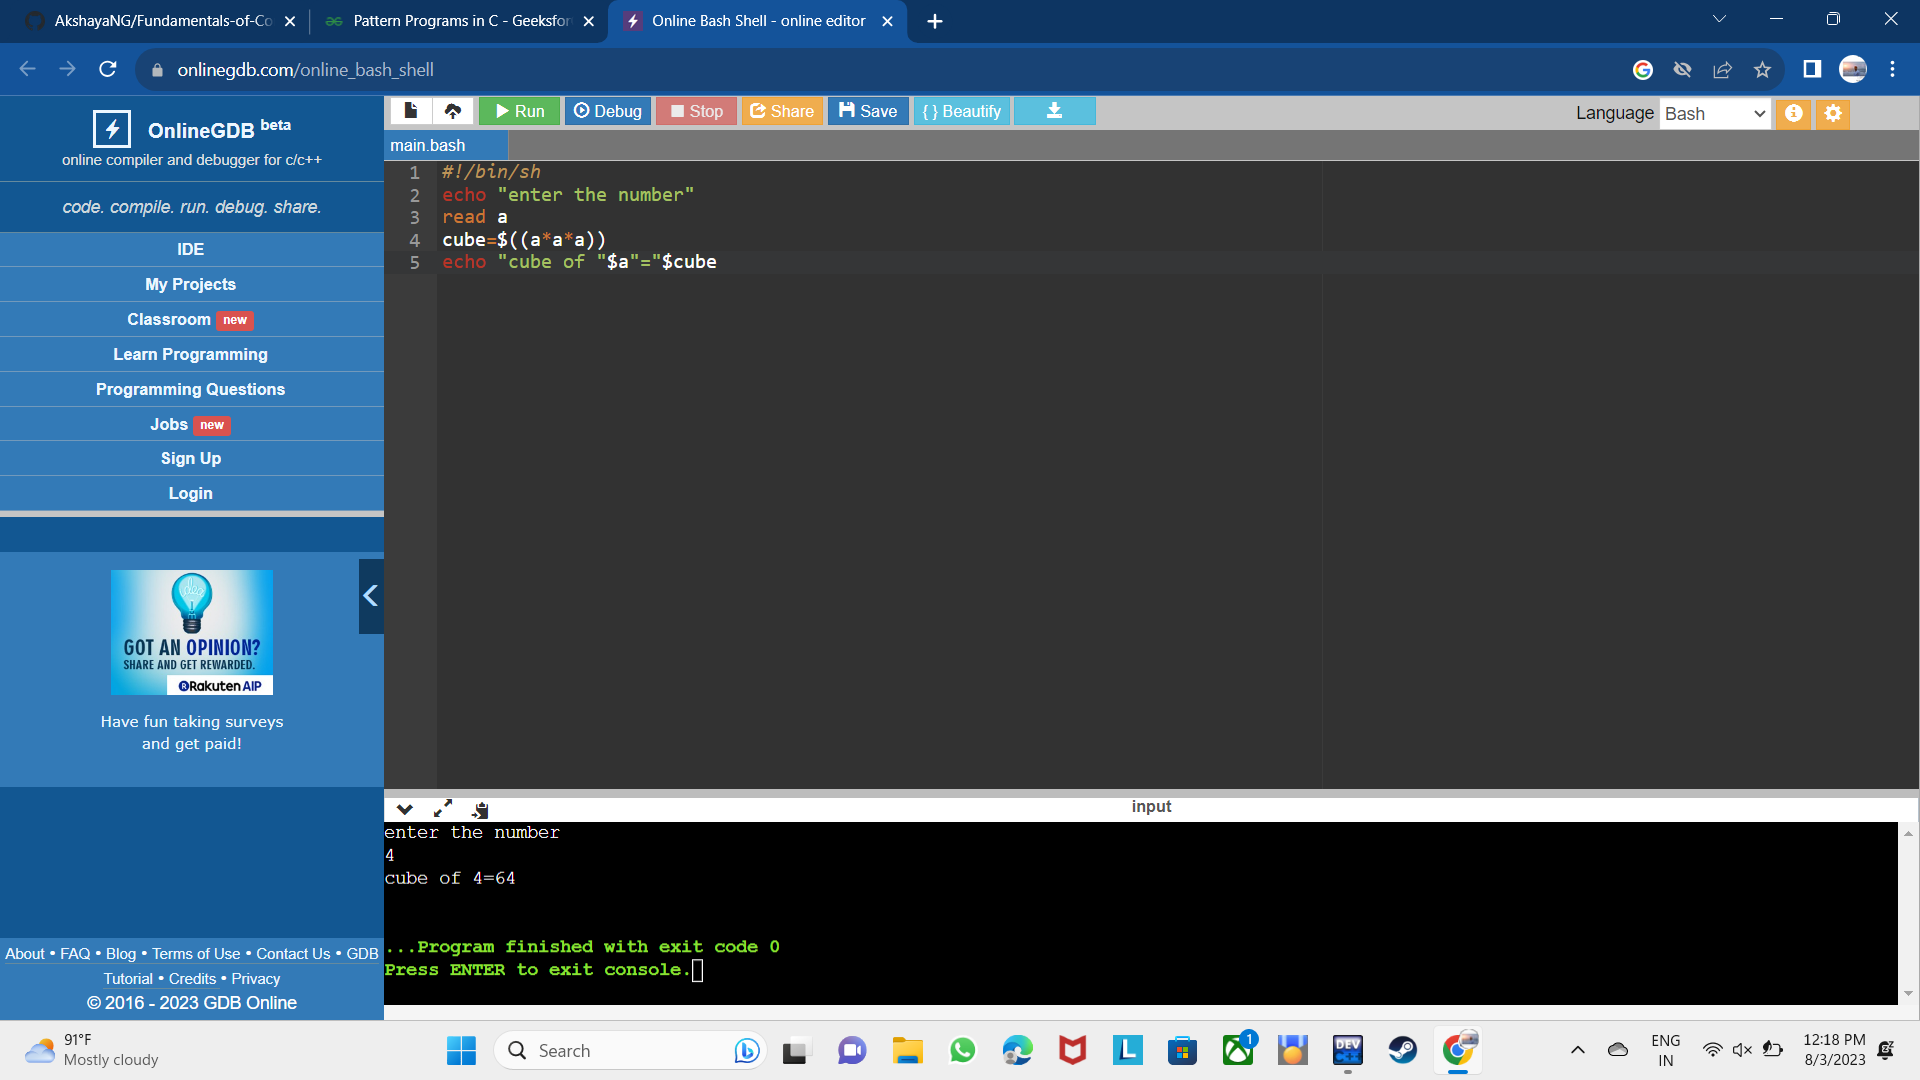 AkshayaNG/Fundamentals-of-Co
Pattern Programs in C - Geeksfor
Online Bash Shell - online editor
onlinegdb.com/online_bash_shell
OnlineGDB beta
online compiler and debugger for c/c++
code. compile. run. debug. share.
IDE
My Projects
Classroom new
Learn Programming
Programming Questions
Jobs new
Sign Up
Login
idea
GOT AN OPINION?
SHARE AND GET REWARDED.
Rakuten AIP
Have fun taking surveys
and get paid!
About • FAQ • Blog • Terms of Use • Contact Us • GDB
Tutorial • Credits • Privacy
© 2016 - 2023 GDB Online
Run Debug Stop Share Save { } Beautify
Language Bash
main.bash
1 #!/bin/sh
2 echo "enter the number"
3 read a
4 cube=$((a*a*a))
5 echo "cube of "$a"="$cube
input
enter the number
4
cube of 4=64
...Program finished with exit code 0
Press ENTER to exit console.
91°F
Mostly cloudy
Search
L
1
DEV
C++
ENG
IN
12:18 PM
8/3/2023